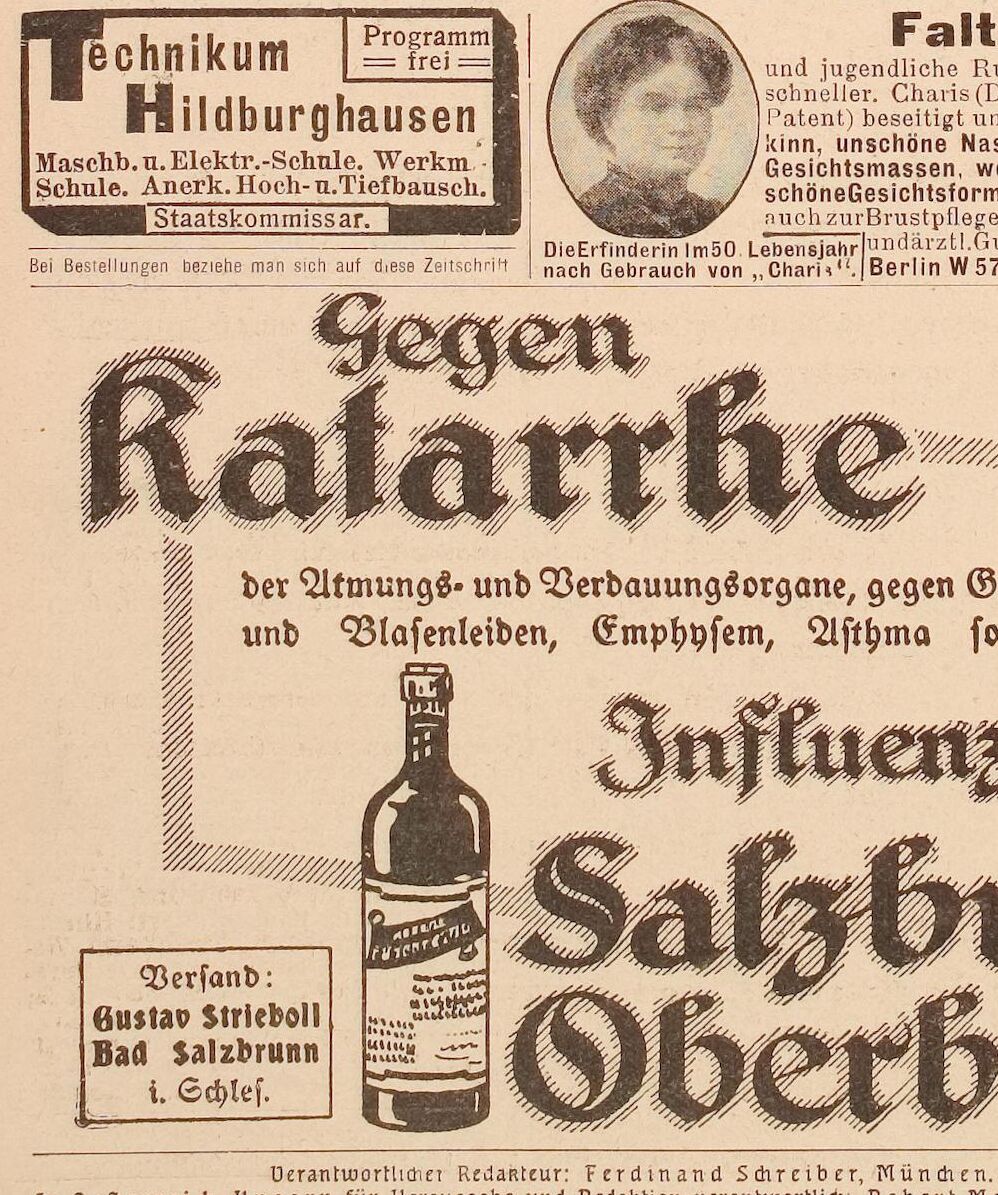 Technikum
Programm
frei
Hildburghausen
Maschb. u. Elektr.-Schule. Werkm.-
Schule. Anerk. Hoch- u. Tiefbausch.
Staatskommissar.
Bei Bestellungen beziehe man sich auf diese Zeitschrift
Falt
und jugendliche Ru
schneller. Charis (D
Patent) beseitigt un
kinn, unschöne Nas
Gesichtsmassen, we
schöne Gesichtsform
auch zur Brustpflege
und ärztl. Gu
Berlin W 57
Die Erfinderin Im 50. Lebensjahr
nach Gebrauch von „Charis“.
Gegen
Katarrhe
der Atmungs- und Verdauungsorgane, gegen G
und Blasenleiden, Emphysem, Asthma so
Influenz
Salzbr
Oberb
Versand:
Gustav Strieboll
Bad Salzbrunn
i. Schles.
Verantwortlicher Redakteur: Ferdinand Schreiber, München.